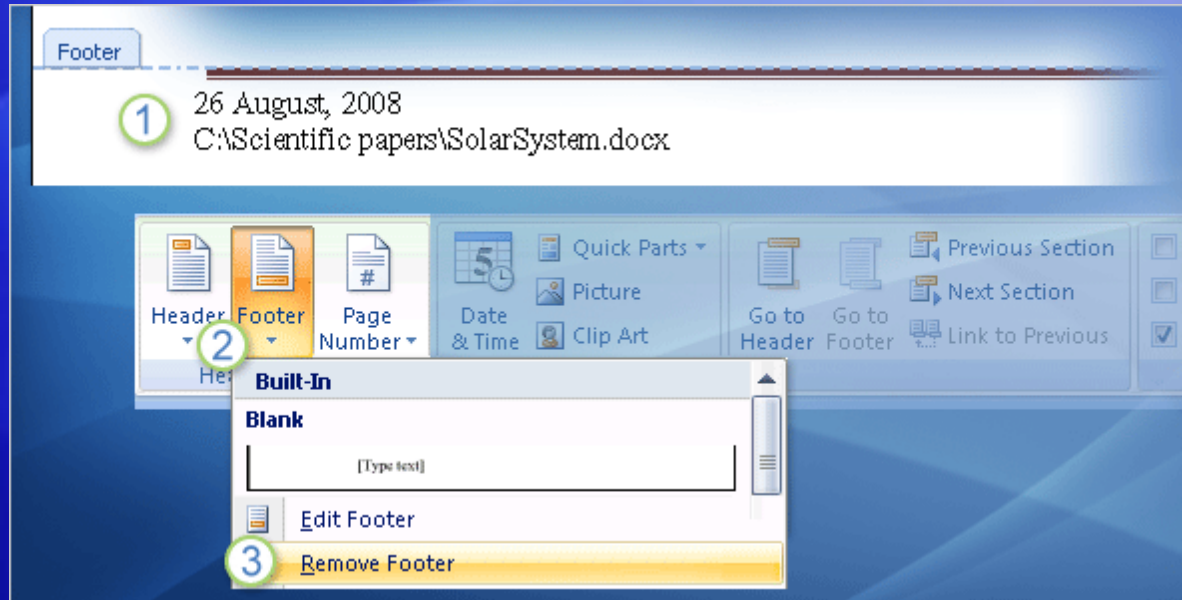 Footer
1
26 August, 2008
C:\Scientific papers\SolarSystem.docx
Header
Footer
Page
Number
5
Date
& Time
Quick Parts
Picture
Clip Art
Go to
Header
Go to
Footer
Previous Section
Next Section
Link to Previous
#
2
Built-In
Blank
[Type text]
Edit Footer
3
Remove Footer